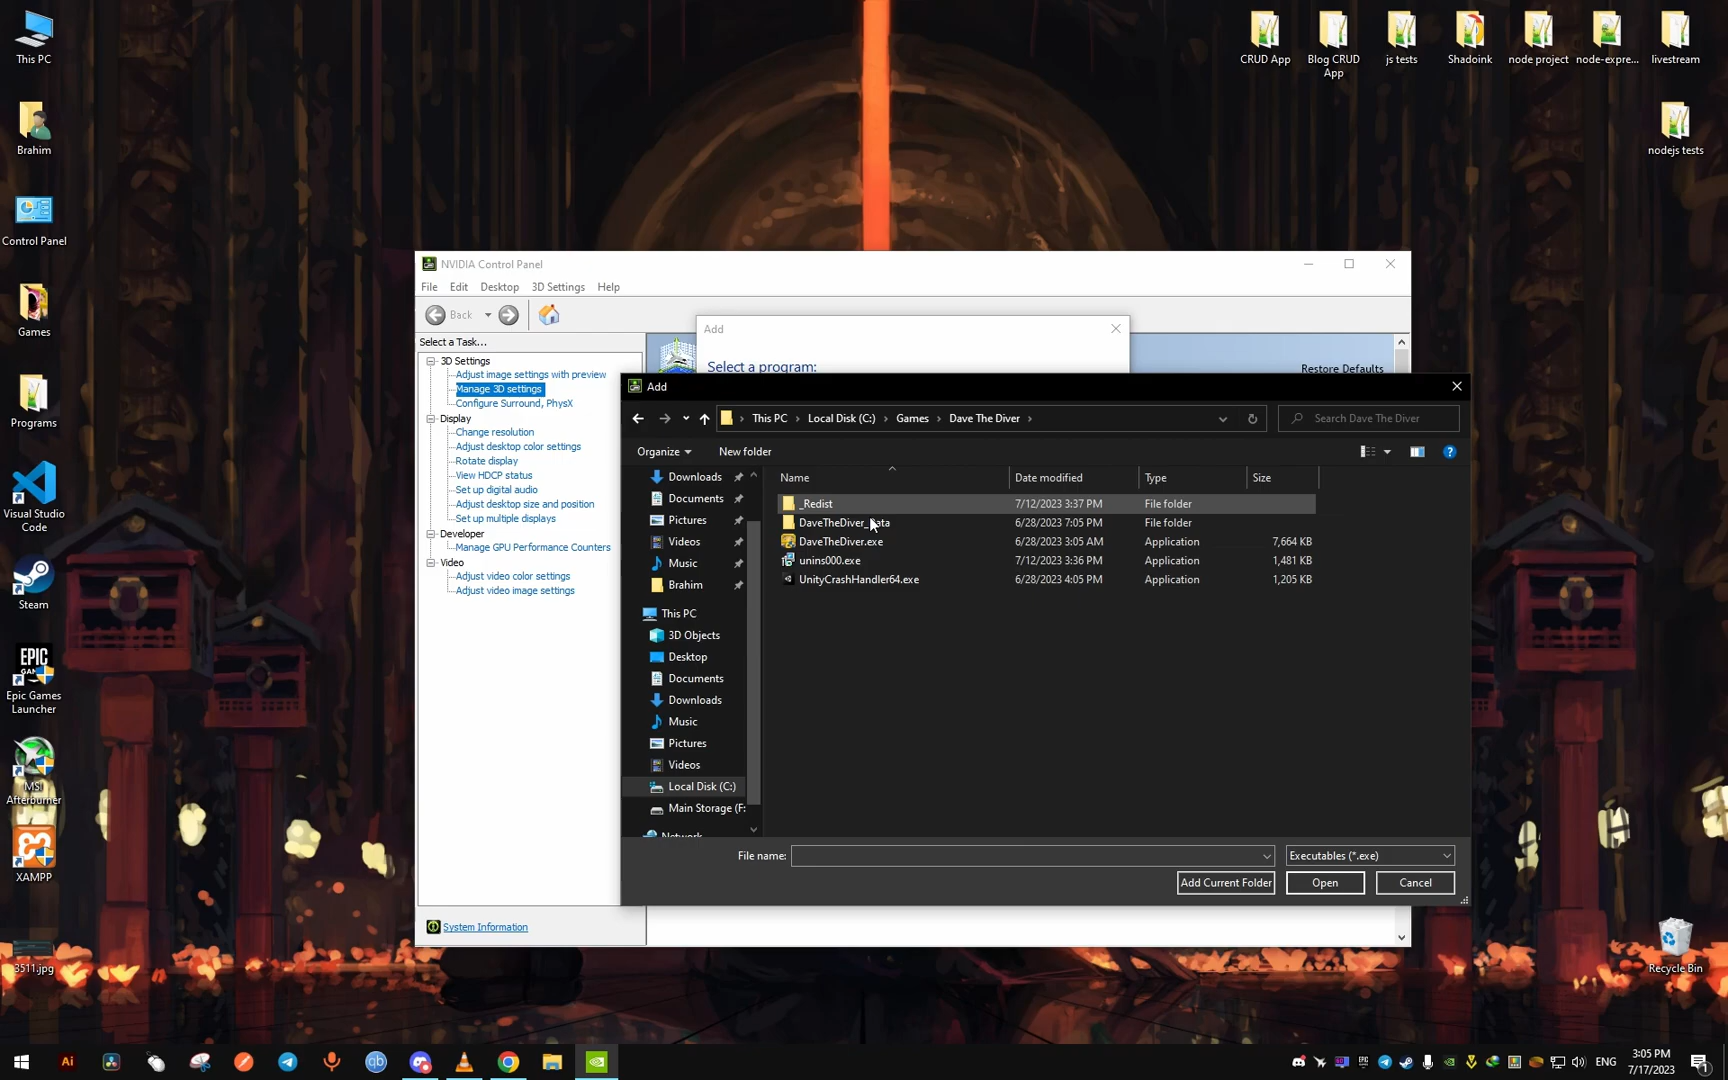 This PC
Brahim
Control Panel
Games
Programs
Visual Studio
Code
Steam
Epic Games
Launcher
MSI
Afterburner
XAMPP
3511.jpg
CRUD App
Blog CRUD
App
js tests
Shadoink
node project
node-expre...
livestream
nodejs tests
Recycle Bin
NVIDIA Control Panel
File Edit Desktop 3D Settings Help
Back
Select a Task...
3D Settings
Adjust image settings with preview
Manage 3D settings
Configure Surround, PhysX
Display
Change resolution
Adjust desktop color settings
Rotate display
View HDCP status
Set up digital audio
Adjust desktop size and position
Set up multiple displays
Developer
Manage GPU Performance Counters
Video
Adjust video color settings
Adjust video image settings
System Information
Restore Defaults
Add
Select a program:
Add
This PC Local Disk (C:) Games Dave The Diver
Search Dave The Diver
Organize New folder
Downloads
Documents
Pictures
Videos
Music
Brahim
This PC
3D Objects
Desktop
Documents
Downloads
Music
Pictures
Videos
Local Disk (C:)
Main Storage (F:
Network
Name Date modified Type Size
_Redist 7/12/2023 3:37 PM File folder
DaveTheDiver_Data 6/28/2023 7:05 PM File folder
DaveTheDiver.exe 6/28/2023 3:05 AM Application 7,664 KB
unins000.exe 7/12/2023 3:36 PM Application 1,481 KB
UnityCrashHandler64.exe 6/28/2023 4:05 PM Application 1,205 KB
File name: Executables (*.exe)
Add Current Folder Open Cancel
Ai
qb
ENG
3:05 PM
7/17/2023
1